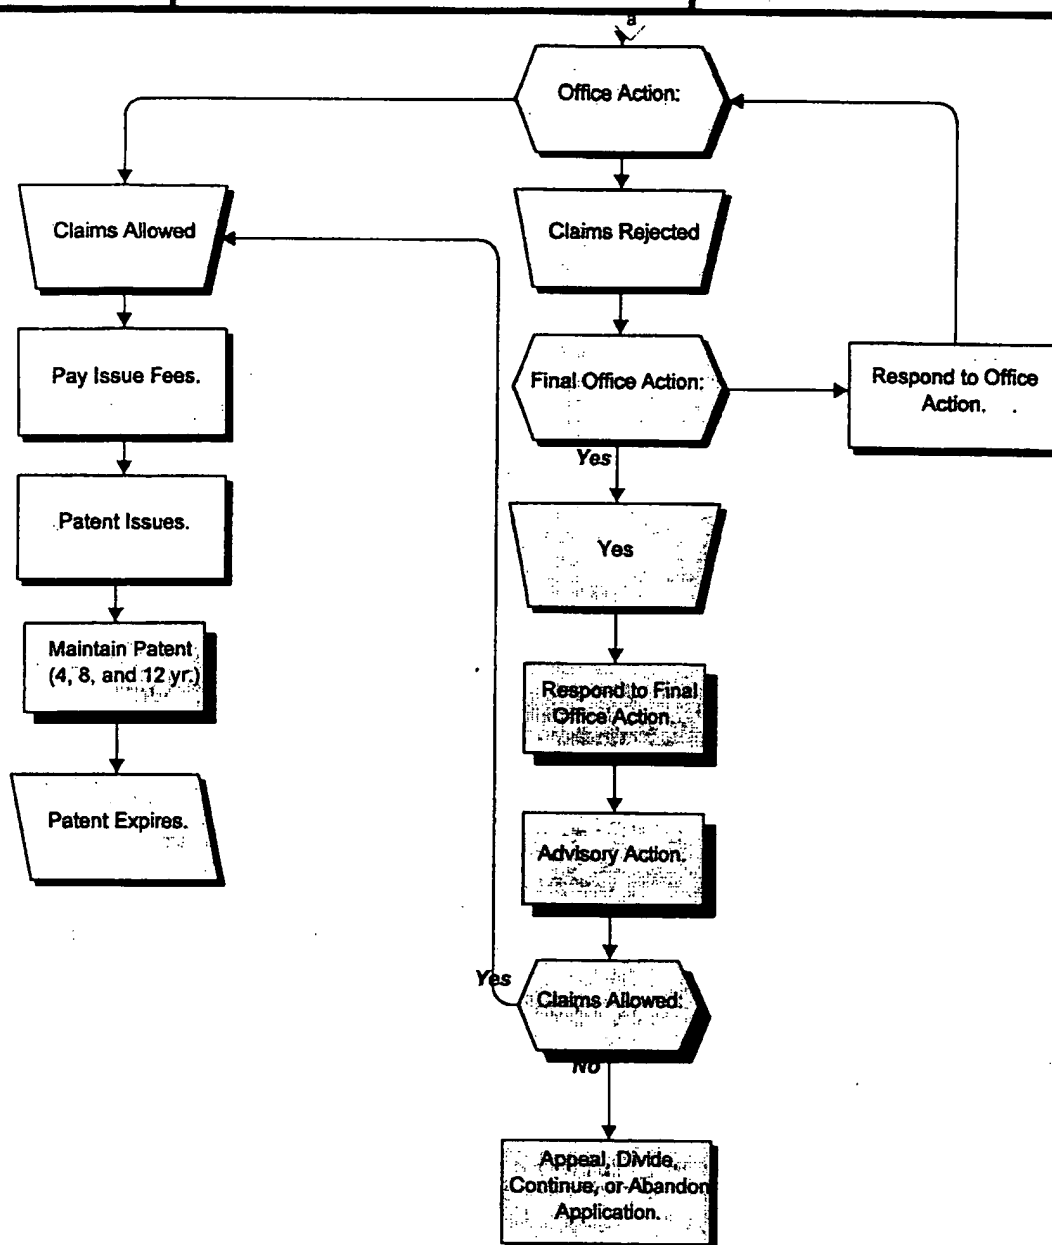 a
Office Action:
Claims Allowed
Claims Rejected
Pay Issue Fees.
Final Office Action:
Respond to Office
Action.
Yes
Patent Issues.
Yes
Maintain Patent
(4, 8, and 12 yr.)
Respond to Final
Office Action.
Patent Expires.
Advisory Action.
Yes
Claims Allowed:
No
Appeal, Divide,
Continue, or Abandon
Application.